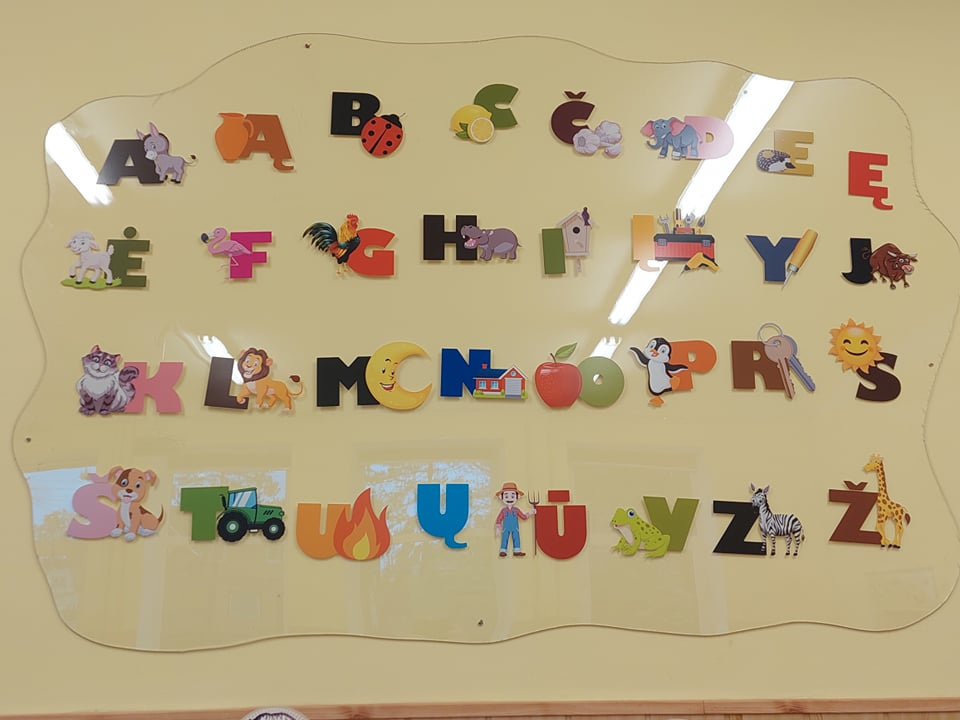 A Ą B C Č D E Ę
Ė F G H I Į Y J
K L M N O P R S
Š T U Ų Ū V Z Ž